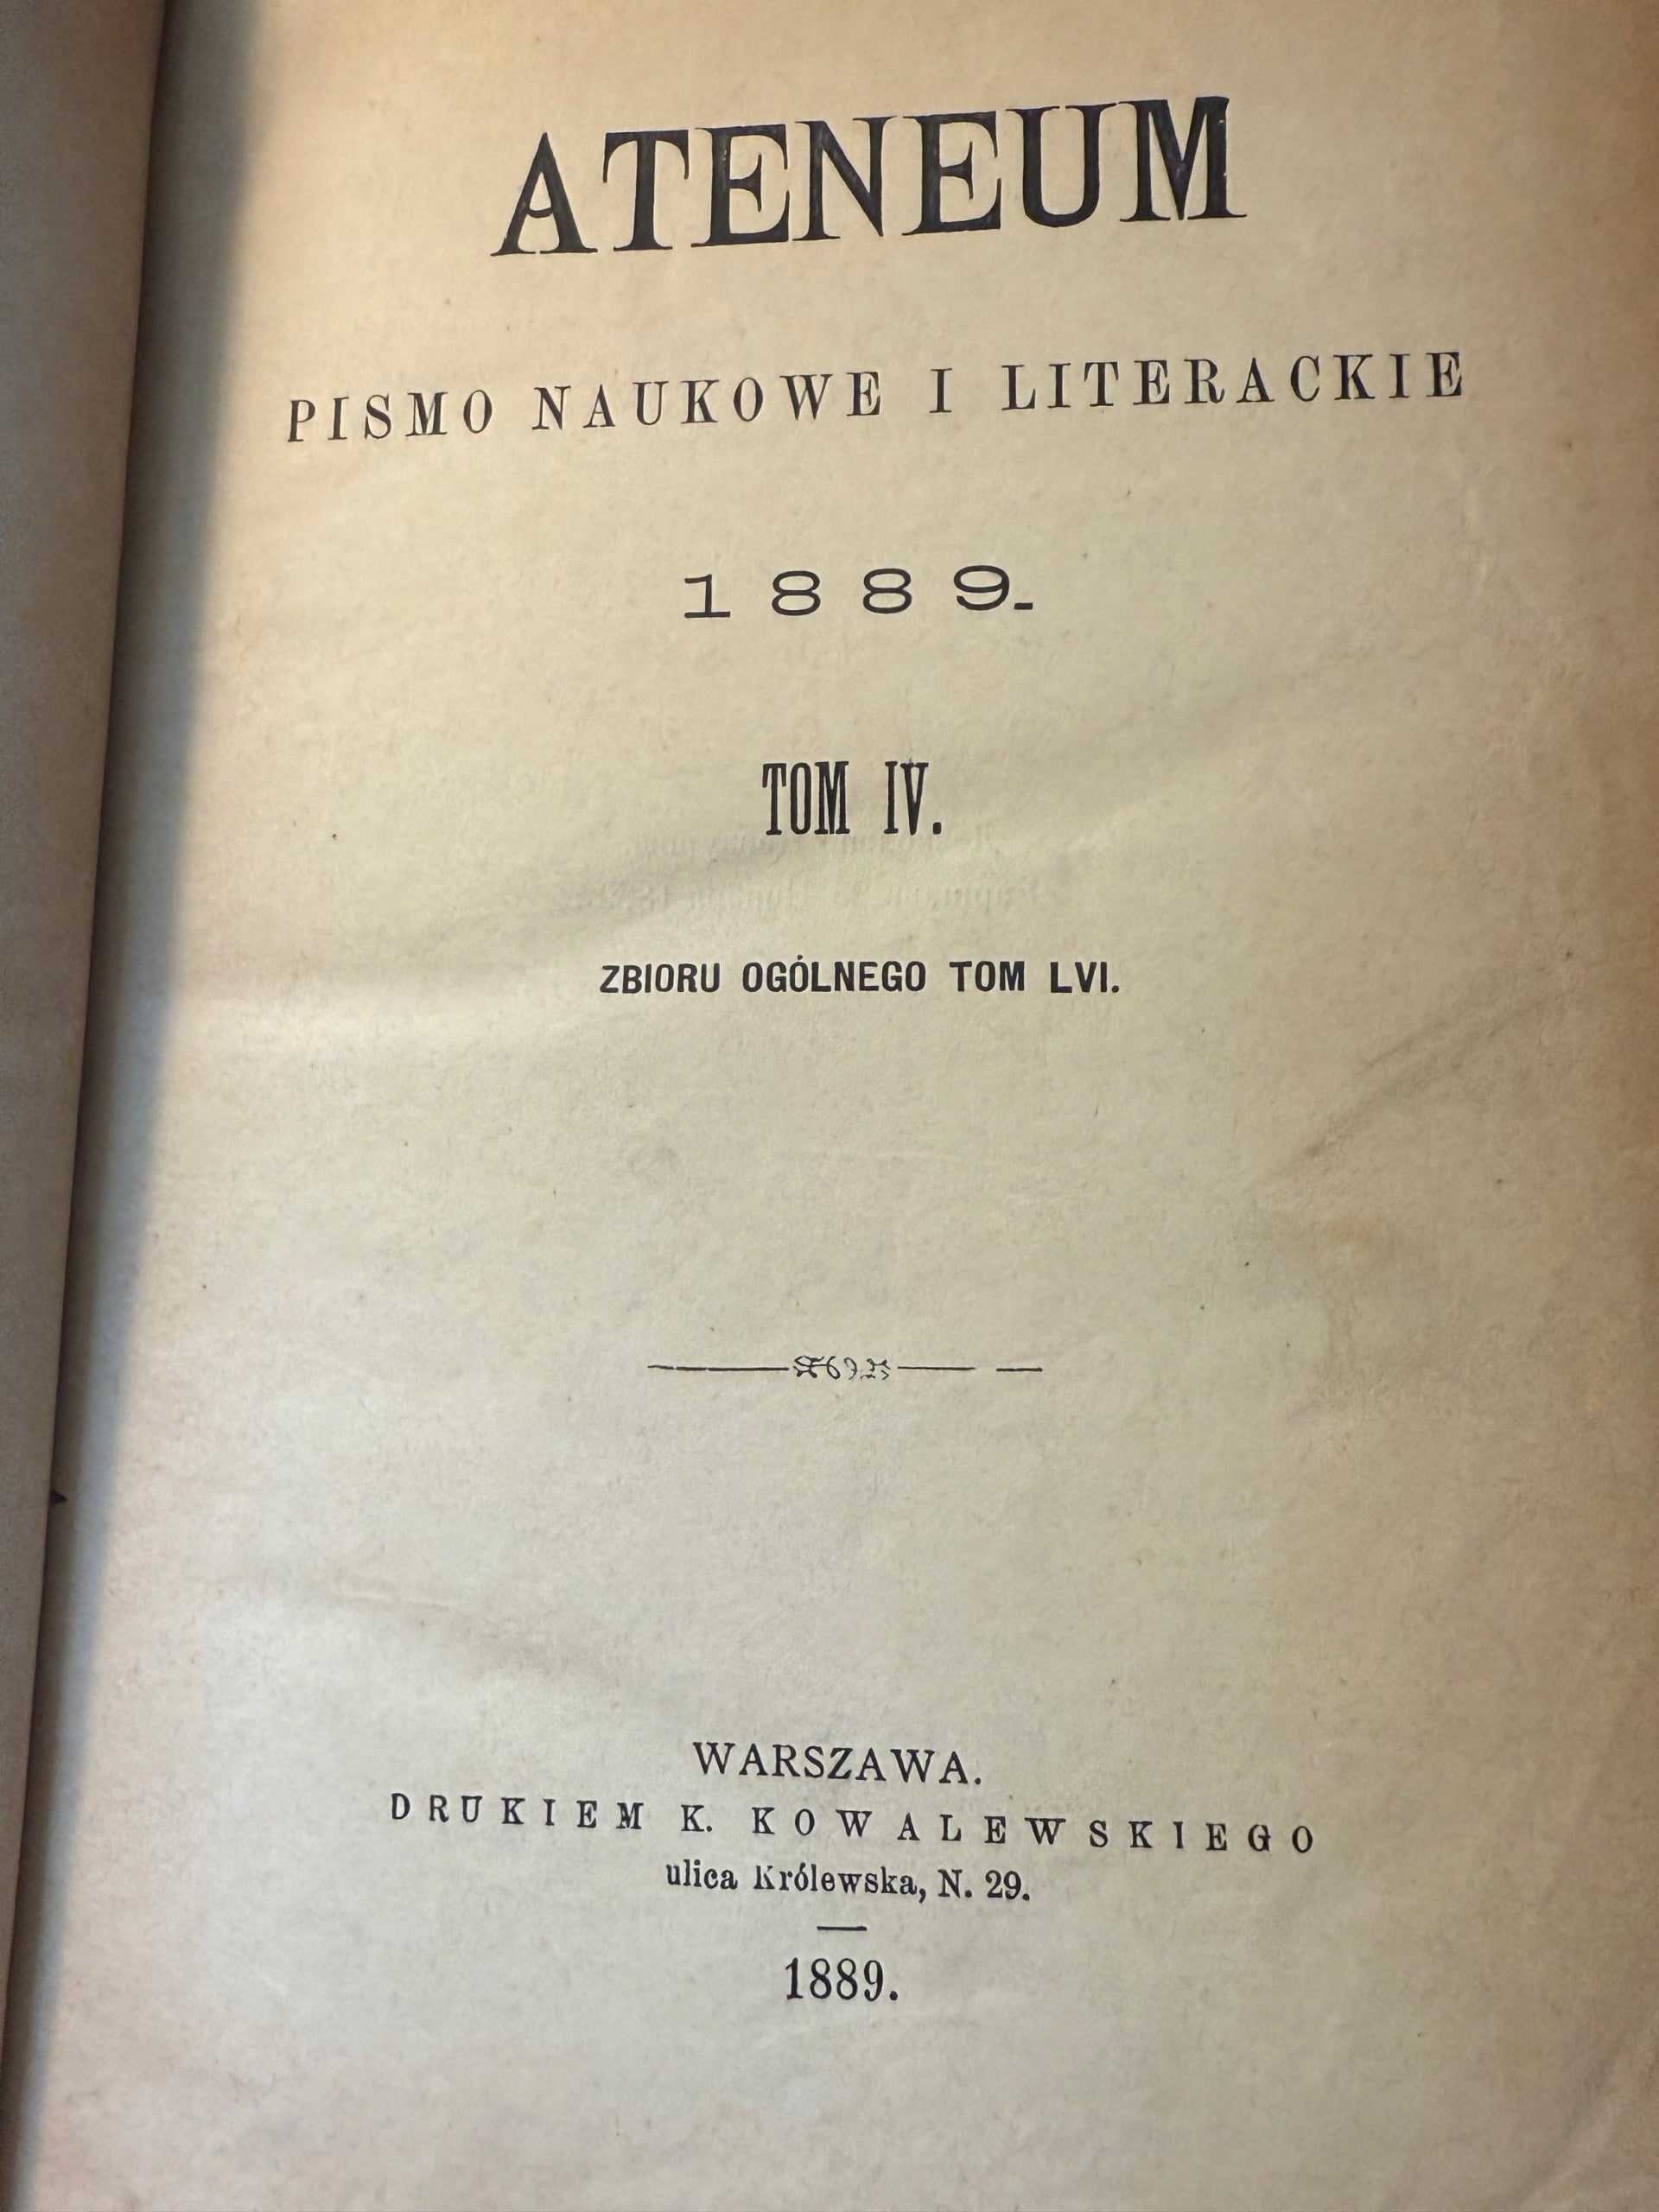 ATENEUM
PISMO NAUKOWE I LITERACKIE
1889.
TOM IV.
ZBIORU OGÓLNEGO TOM LVI.
WARSZAWA.
DRUKIEM K. KOWALEWSKIEGO
ulica Królewska, N. 29.
1889.